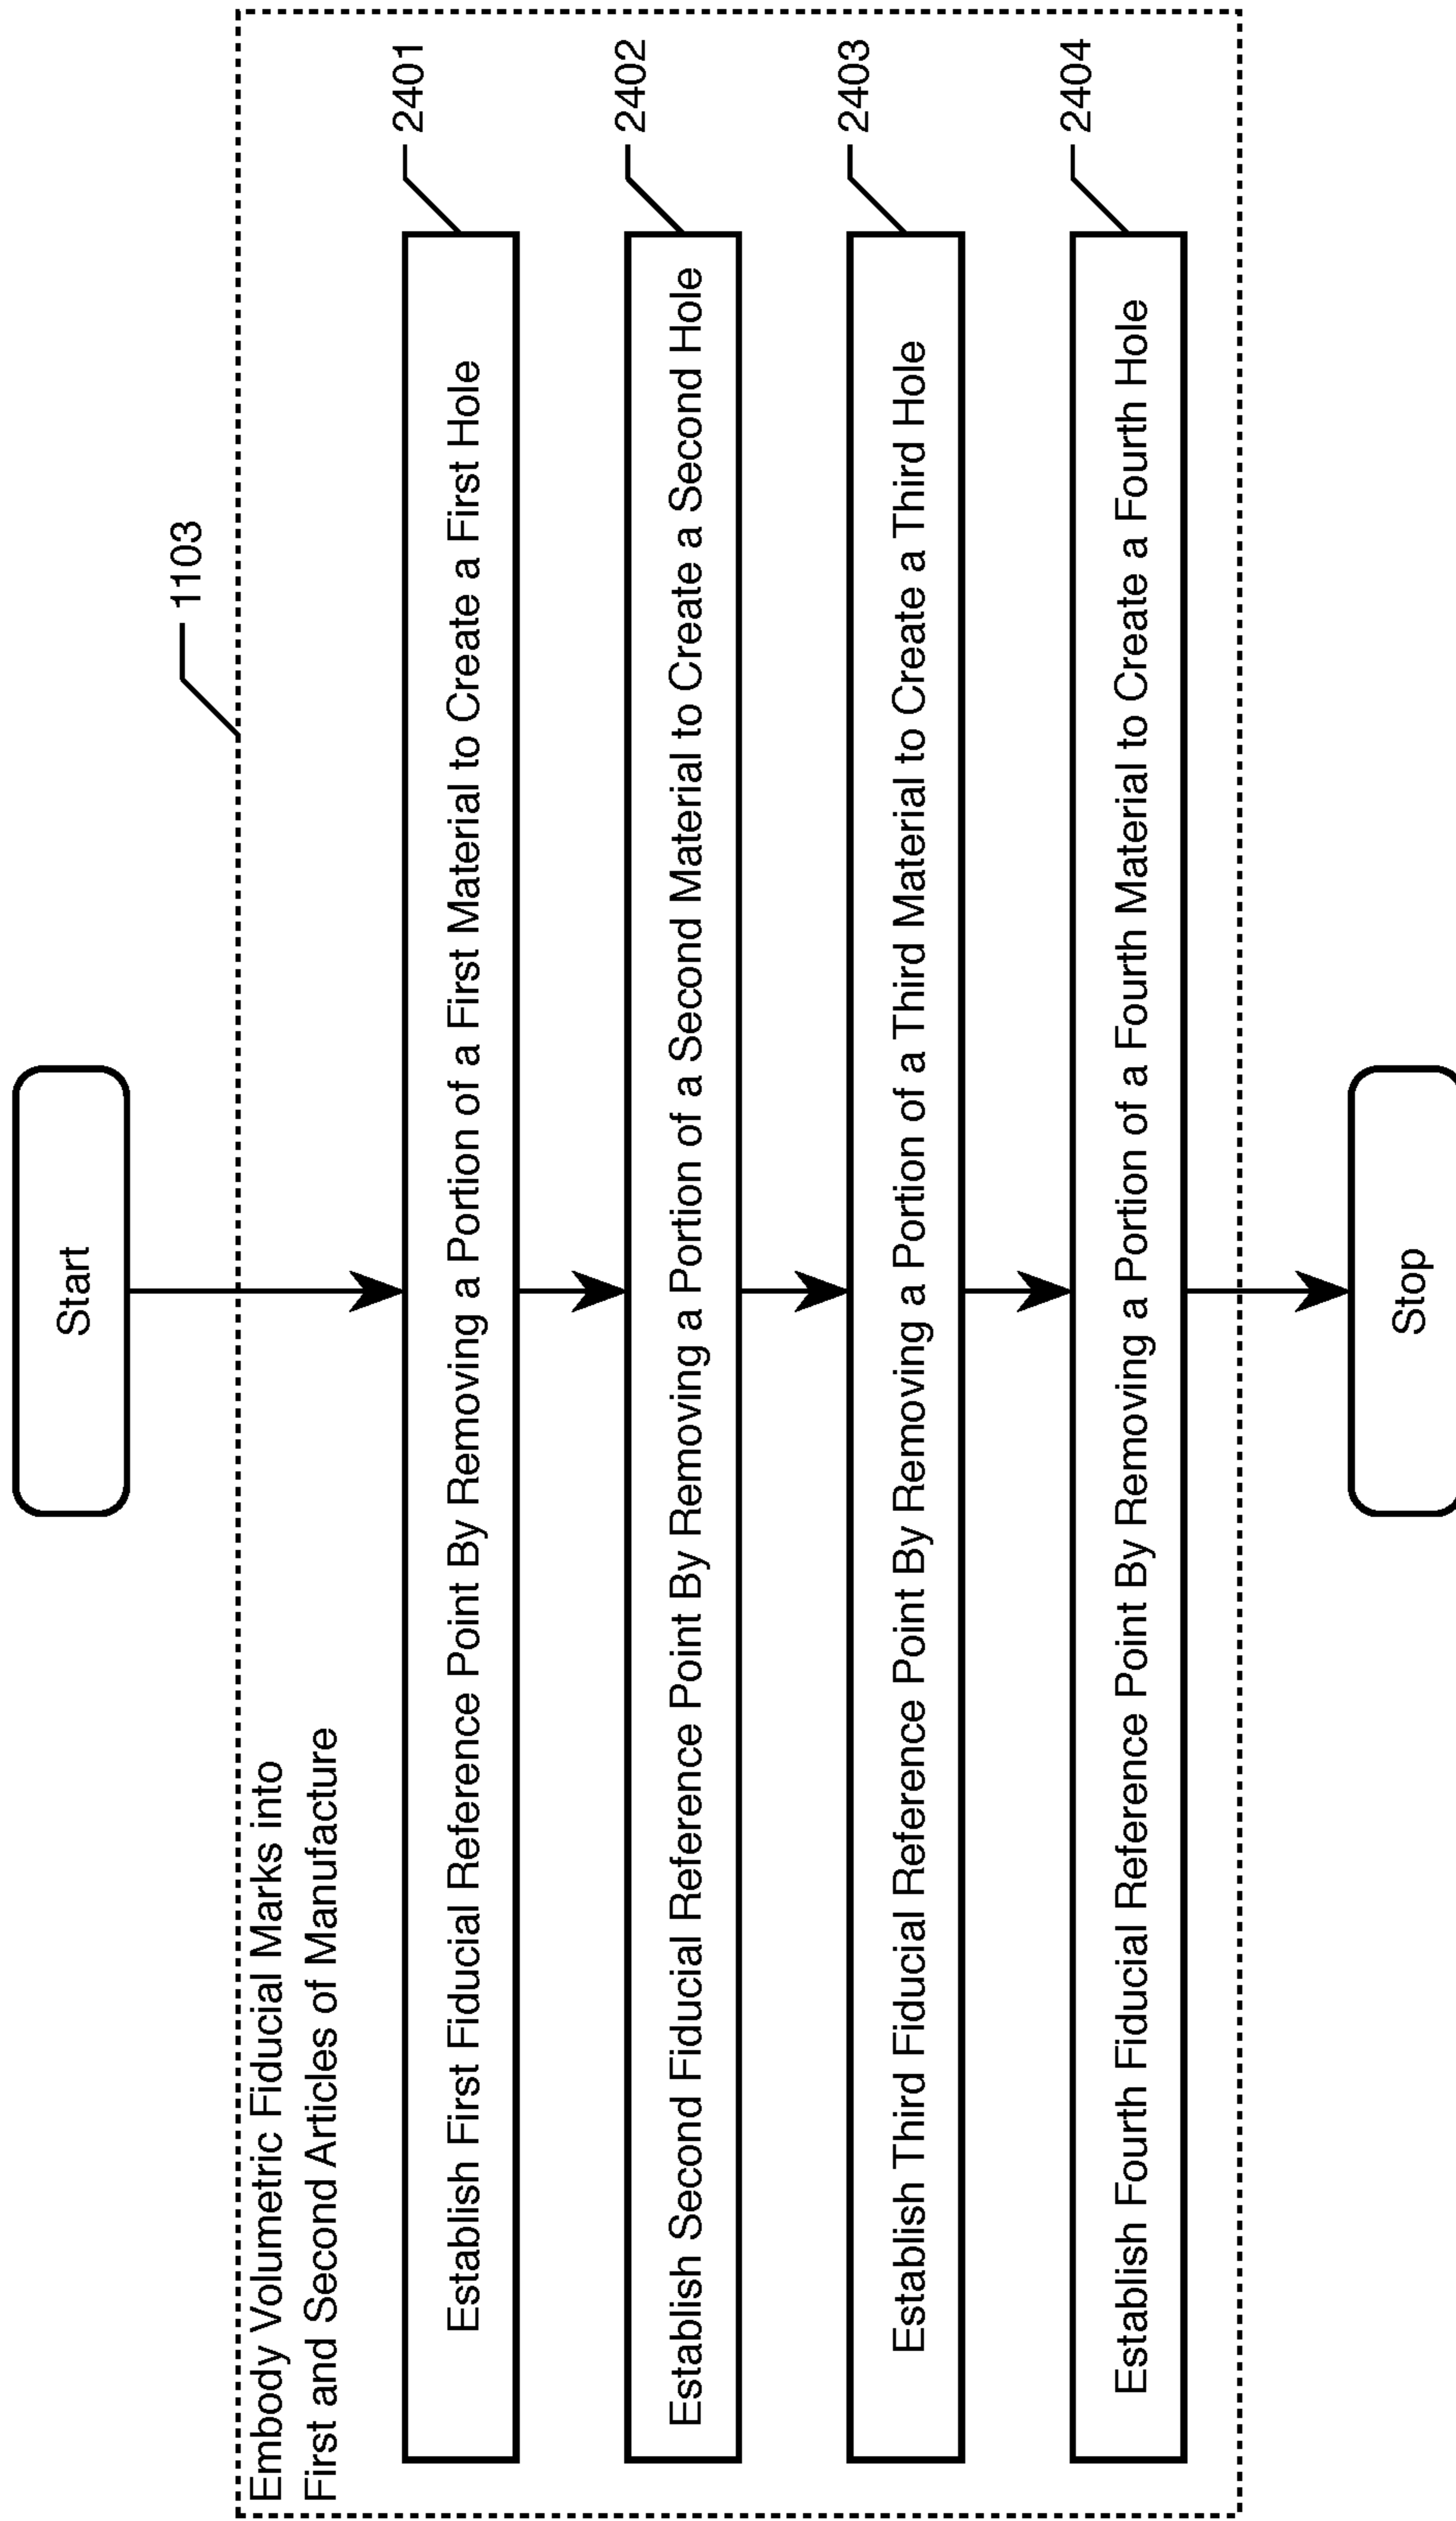 Start
1103
Embody Volumetric Fiducial Marks into
First and Second Articles of Manufacture
2401
Establish First Fiducial Reference Point By Removing a Portion of a First Material to Create a First Hole
2402
Establish Second Fiducial Reference Point By Removing a Portion of a Second Material to Create a Second Hole
2403
Establish Third Fiducial Reference Point By Removing a Portion of a Third Material to Create a Third Hole
2404
Establish Fourth Fiducial Reference Point By Removing a Portion of a Fourth Material to Create a Fourth Hole
Stop